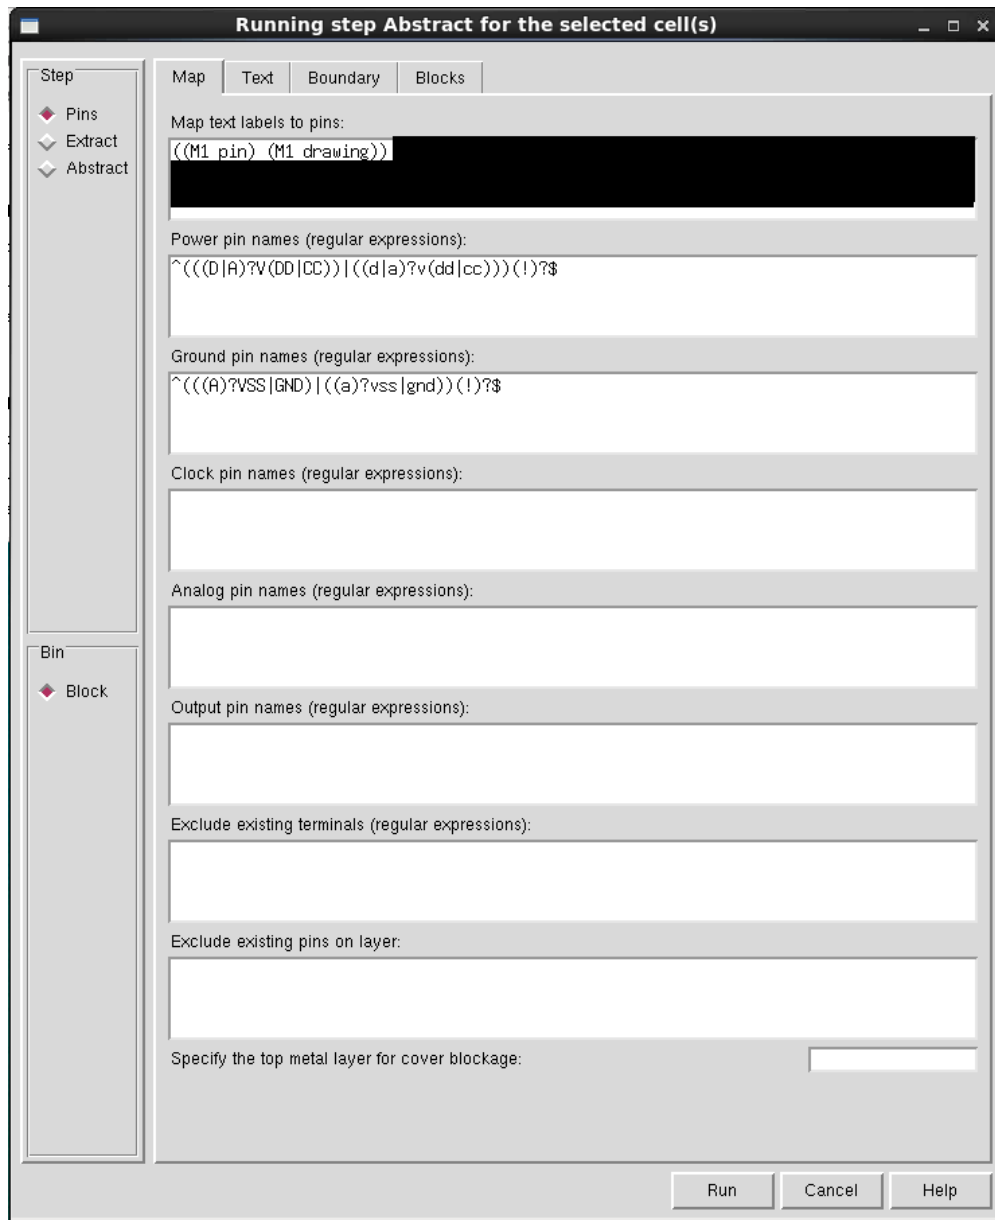 Running step Abstract for the selected cell(s)
Step
Pins
Extract
Abstract
Bin
Block
Map Text Boundary Blocks
Map text labels to pins:
((M1 pin) (M1 drawing))
Power pin names (regular expressions):
^(((D|A)?V(DD|CC))|((d|a)?v(dd|cc)))(!)?$
Ground pin names (regular expressions):
^(((A)?VSS|GND)|((a)?vss|gnd))(!)?$
Clock pin names (regular expressions):
Analog pin names (regular expressions):
Output pin names (regular expressions):
Exclude existing terminals (regular expressions):
Exclude existing pins on layer:
Specify the top metal layer for cover blockage:
Run Cancel Help